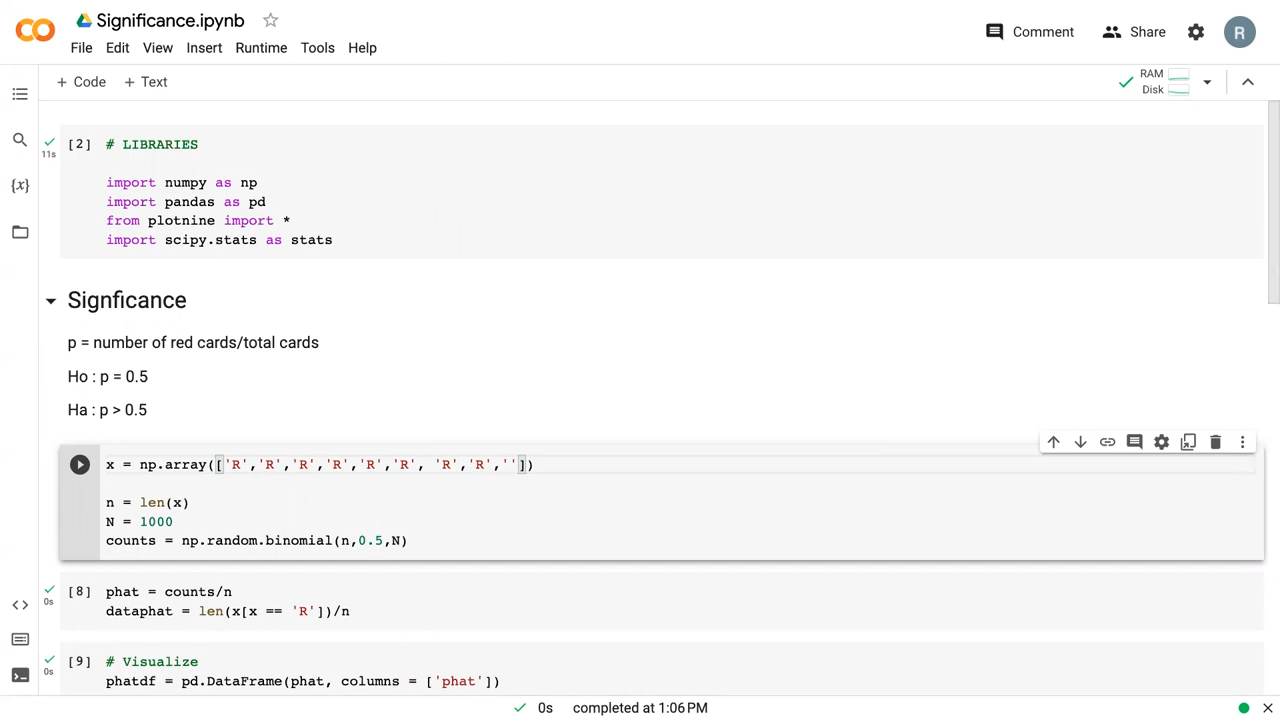 Significance.ipynb
Comment
Share
R
File Edit View Insert Runtime Tools Help
+ Code + Text
RAM
Disk
[2] # LIBRARIES
11s
import numpy as np
import pandas as pd
from plotnine import *
import scipy.stats as stats
Signficance
p = number of red cards/total cards
Ho : p = 0.5
Ha : p > 0.5
x = np.array(['R','R','R','R','R','R', 'R','R',''])
n = len(x)
N = 1000
counts = np.random.binomial(n,0.5,N)
[8] phat = counts/n
0s
dataphat = len(x[x == 'R'])/n
[9] # Visualize
0s
phatdf = pd.DataFrame(phat, columns = ['phat'])
0s completed at 1:06 PM